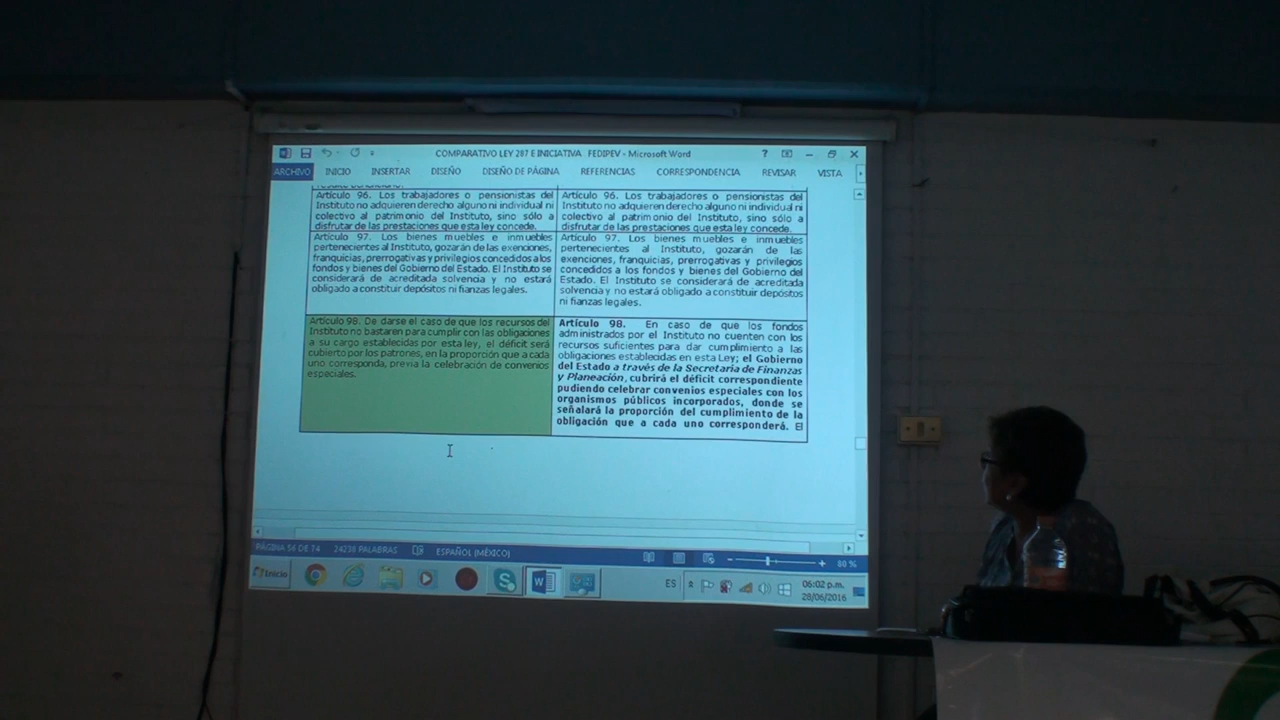 COMPARATIVO LEY 287 E INICIATIVA FEDIPEV - Microsoft Word
ARCHIVO INICIO INSERTAR DISEÑO DISEÑO DE PÁGINA REFERENCIAS CORRESPONDENCIA REVISAR VISTA
Artículo 96. Los trabajadores o pensionistas del
Instituto no adquieren derecho alguno ni individual ni
colectivo al patrimonio del Instituto, sino sólo a
disfrutar de las prestaciones que esta ley concede.
Artículo 97. Los bienes muebles e inmuebles
pertenecientes al Instituto, gozarán de las exenciones,
franquicias, prerrogativas y privilegios concedidos a los
fondos y bienes del Gobierno del Estado. El Instituto se
considerará de acreditada solvencia y no estará
obligado a constituir depósitos ni fianzas legales.
Artículo 98. De darse el caso de que los recursos del
Instituto no bastaren para cumplir con las obligaciones
a su cargo establecidas por esta ley, el déficit será
cubierto por los patrones, en la proporción que a cada
uno corresponda, previa la celebración de convenios
especiales.
Artículo 96. Los trabajadores o pensionistas del
Instituto no adquieren derecho alguno ni individual ni
colectivo al patrimonio del Instituto, sino sólo a
disfrutar de las prestaciones que esta ley concede.
Artículo 97. Los bienes muebles e inmuebles
pertenecientes al Instituto, gozarán de las
exenciones, franquicias, prerrogativas y privilegios
concedidos a los fondos y bienes del Gobierno del
Estado. El Instituto se considerará de acreditada
solvencia y no estará obligado a constituir depósitos
ni fianzas legales.
Artículo 98. En caso de que los fondos
administrados por el Instituto no cuenten con los
recursos suficientes para dar cumplimiento a las
obligaciones establecidas en esta Ley; el Gobierno
del Estado a través de la Secretaría de Finanzas
y Planeación, cubrirá el déficit correspondiente
pudiendo celebrar convenios especiales con los
organismos públicos incorporados, donde se
señalará la proporción del cumplimiento de la
obligación que a cada uno corresponderá. El
PÁGINA 56 DE 74 24238 PALABRAS ESPAÑOL (MÉXICO) 80 %
Inicio ES 06:02 p.m.
28/06/2016